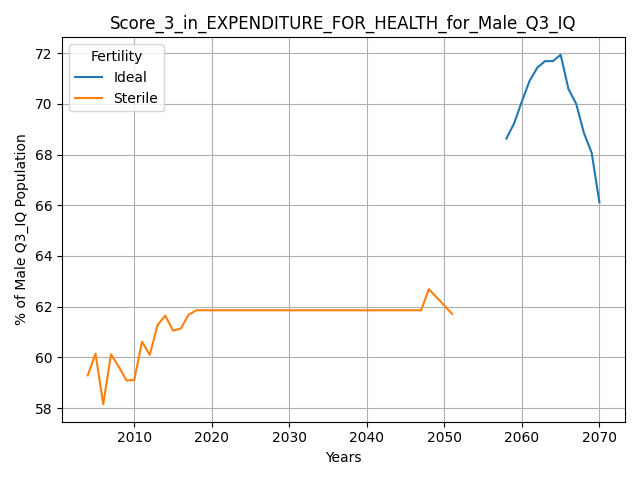 Score_3_in_EXPENDITURE_FOR_HEALTH_for_Male_Q3_IQ
Fertility
Ideal
Sterile
% of Male Q3_IQ Population
72
70
68
66
64
62
60
58
2010
2020
2030
2040
2050
2060
2070
Years